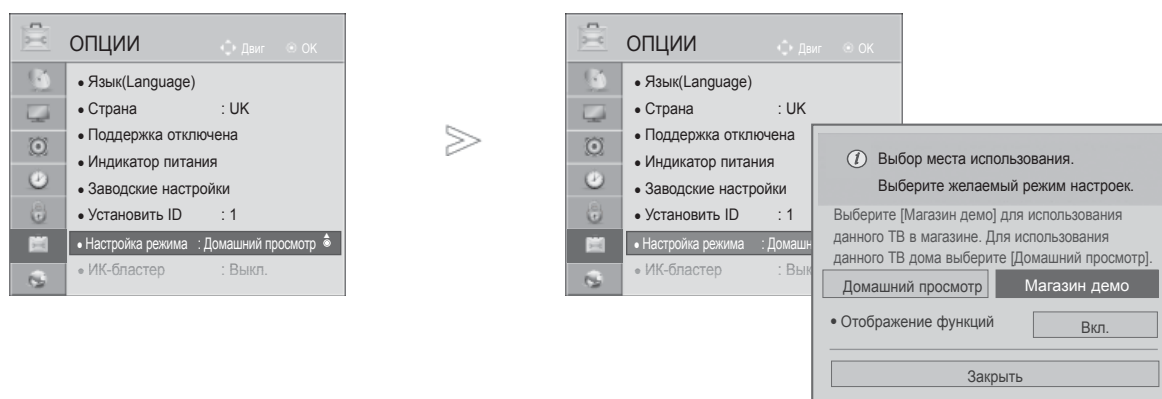 ОПЦИИ
Двиг OK
• Язык(Language)
• Страна : UK
• Поддержка отключена
• Индикатор питания
• Заводские настройки
• Установить ID : 1
• Настройка режима : Домашний просмотр
• ИК-бластер : Выкл.
ОПЦИИ
Двиг OK
• Язык(Language)
• Страна : UK
• Поддержка отключена
• Индикатор питания
• Заводские настройки
• Установить ID : 1
• Настройка режима : Домашн
• ИК-бластер : Вык
Выбор места использования.
Выберите желаемый режим настроек.
Выберите [Магазин демо] для использования
данного ТВ в магазине. Для использования
данного ТВ дома выберите [Домашний просмотр].
Домашний просмотр Магазин демо
• Отображение функций Вкл.
Закрыть